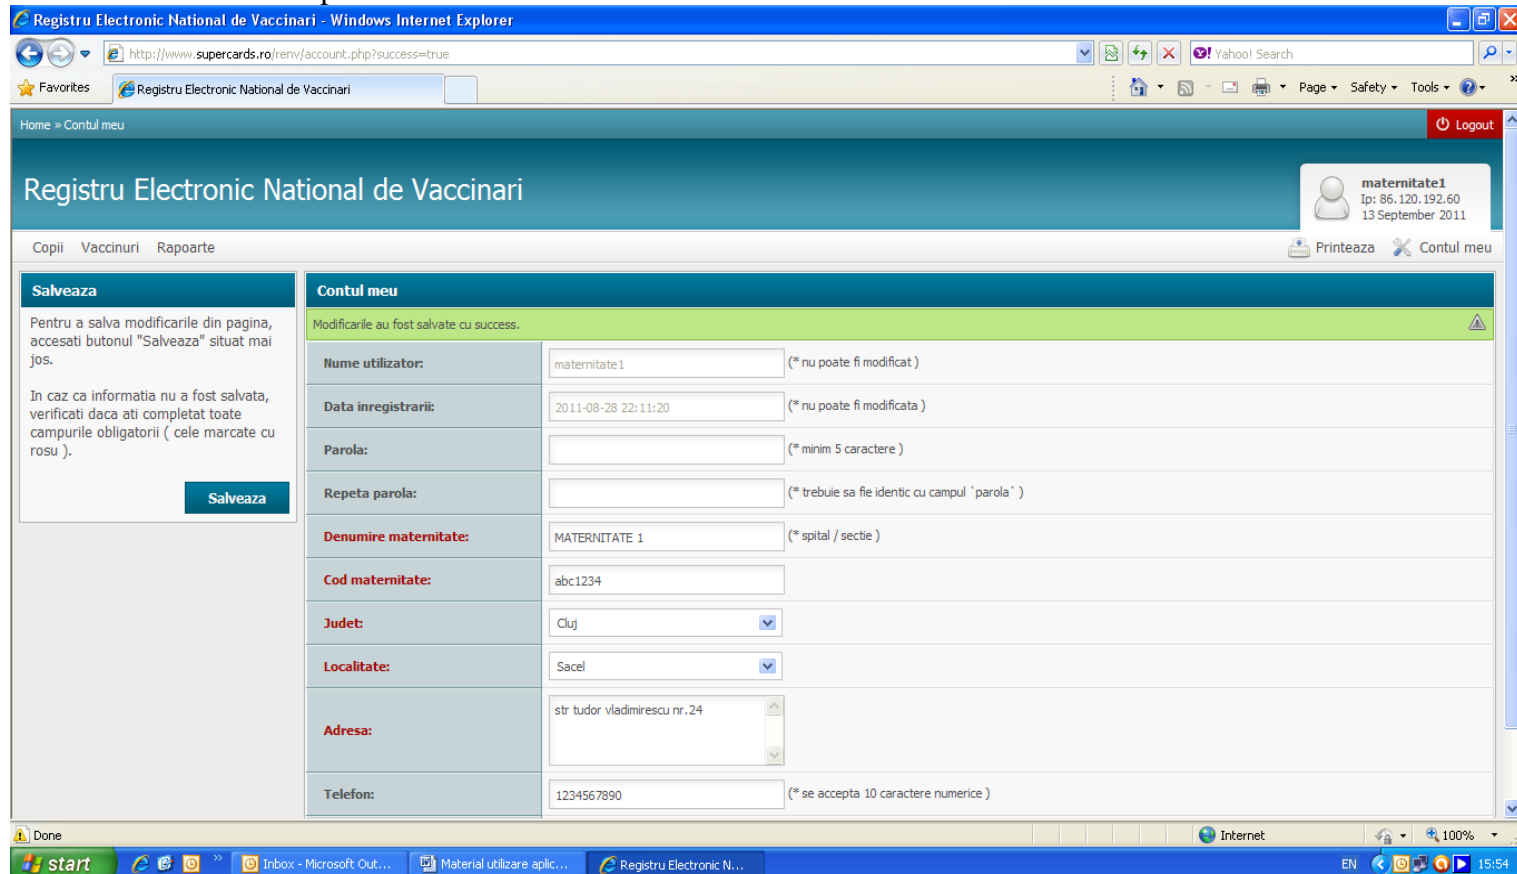 Registru Electronic National de Vaccinari - Windows Internet Explorer
http://www.supercards.ro/renv/account.php?success=true
Yahoo! Search
Favorites
Registru Electronic National de Vaccinari
Page
Safety
Tools
Home » Contul meu
Logout
Registru Electronic National de Vaccinari
maternitate1
Ip: 86.120.192.60
13 September 2011
Copii Vaccinuri Rapoarte
Printeaza Contul meu
Salveaza
Pentru a salva modificarile din pagina,
accesati butonul "Salveaza" situat mai
jos.
In caz ca informatia nu a fost salvata,
verificati daca ati completat toate
campurile obligatorii ( cele marcate cu
rosu ).
Salveaza
Contul meu
Modificarile au fost salvate cu success.
Nume utilizator: maternitate1 (* nu poate fi modificat )
Data inregistrarii: 2011-08-28 22:11:20 (* nu poate fi modificata )
Parola: (* minim 5 caractere )
Repeta parola: (* trebuie sa fie identic cu campul `parola` )
Denumire maternitate: MATERNITATE 1 (* spital / sectie )
Cod maternitate: abc1234
Judet: Cluj
Localitate: Sacel
Adresa: str tudor vladimirescu nr.24
Telefon: 1234567890 (* se accepta 10 caractere numerice )
Done
Internet
100%
start
Inbox - Microsoft Out...
Material utilizare aplic...
Registru Electronic N...
EN
15:54